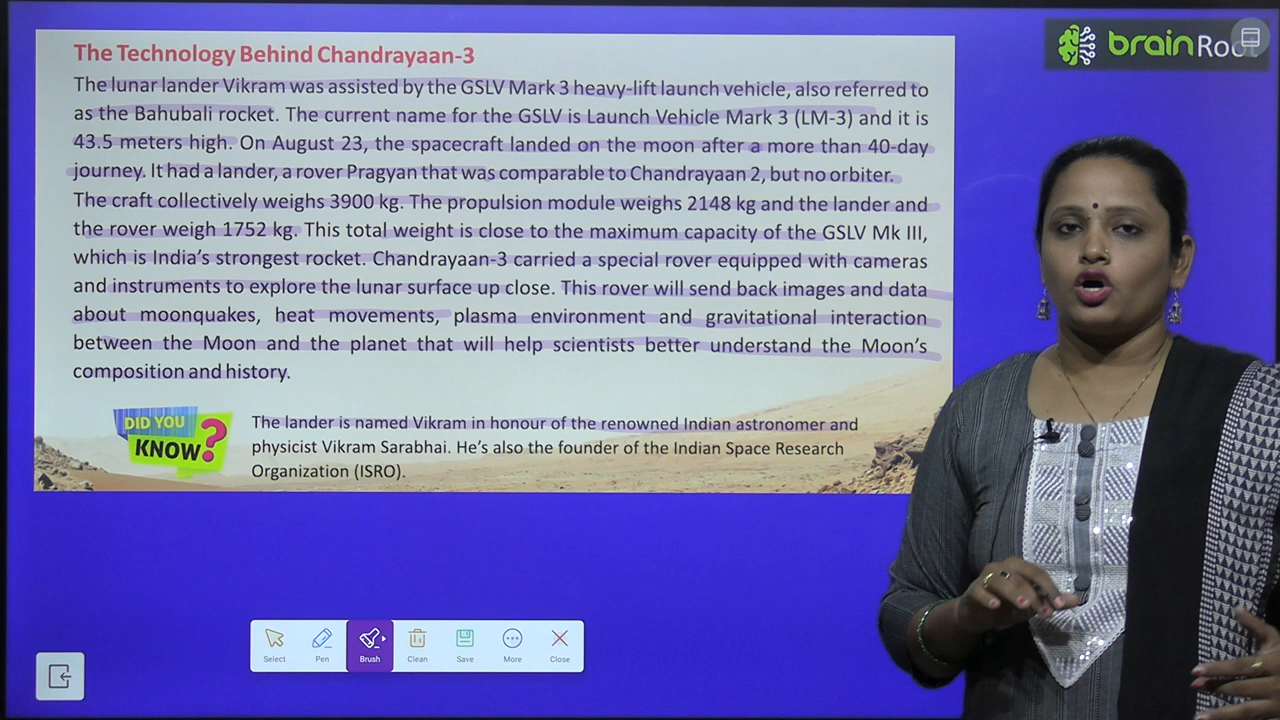 The Technology Behind Chandrayaan-3
The lunar lander Vikram was assisted by the GSLV Mark 3 heavy-lift launch vehicle, also referred to
as the Bahubali rocket. The current name for the GSLV is Launch Vehicle Mark 3 (LM-3) and it is
43.5 meters high. On August 23, the spacecraft landed on the moon after a more than 40-day
journey. It had a lander, a rover Pragyan that was comparable to Chandrayaan 2, but no orbiter.
The craft collectively weighs 3900 kg. The propulsion module weighs 2148 kg and the lander and
the rover weigh 1752 kg. This total weight is close to the maximum capacity of the GSLV Mk III,
which is India's strongest rocket. Chandrayaan-3 carried a special rover equipped with cameras
and instruments to explore the lunar surface up close. This rover will send back images and data
about moonquakes, heat movements, plasma environment and gravitational interaction
between the Moon and the planet that will help scientists better understand the Moon's
composition and history.
DID YOU
KNOW?
The lander is named Vikram in honour of the renowned Indian astronomer and
physicist Vikram Sarabhai. He's also the founder of the Indian Space Research
Organization (ISRO).
brain Root
Select Pen Brush Clean Save More Close